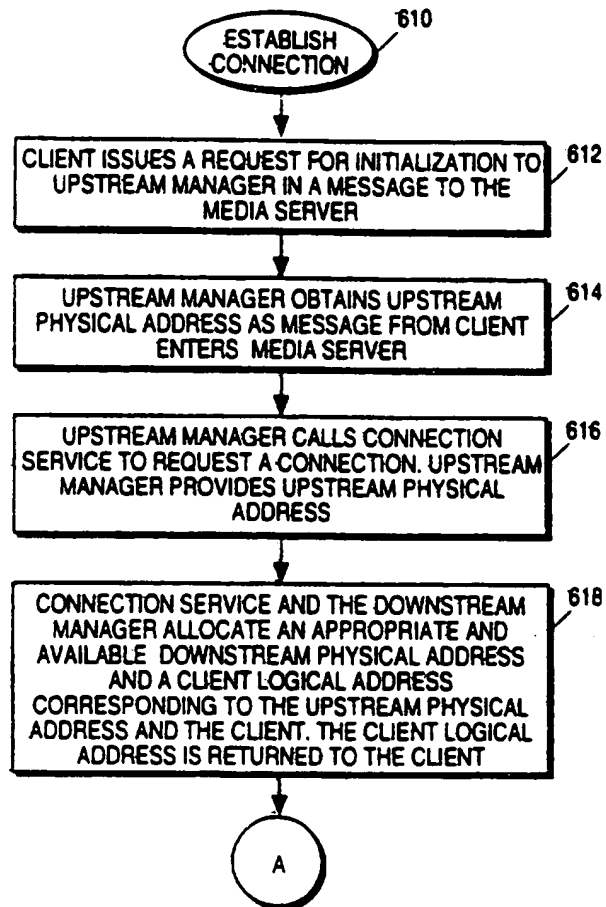 ESTABLISH
CONNECTION
610
CLIENT ISSUES A REQUEST FOR INITIALIZATION TO
UPSTREAM MANAGER IN A MESSAGE TO THE
MEDIA SERVER
612
UPSTREAM MANAGER OBTAINS UPSTREAM
PHYSICAL ADDRESS AS MESSAGE FROM CLIENT
ENTERS MEDIA SERVER
614
UPSTREAM MANAGER CALLS CONNECTION
SERVICE TO REQUEST A CONNECTION. UPSTREAM
MANAGER PROVIDES UPSTREAM PHYSICAL
ADDRESS
616
CONNECTION SERVICE AND THE DOWNSTREAM
MANAGER ALLOCATE AN APPROPRIATE AND
AVAILABLE DOWNSTREAM PHYSICAL ADDRESS
AND A CLIENT LOGICAL ADDRESS
CORRESPONDING TO THE UPSTREAM PHYSICAL
ADDRESS AND THE CLIENT. THE CLIENT LOGICAL
ADDRESS IS RETURNED TO THE CLIENT
618
A